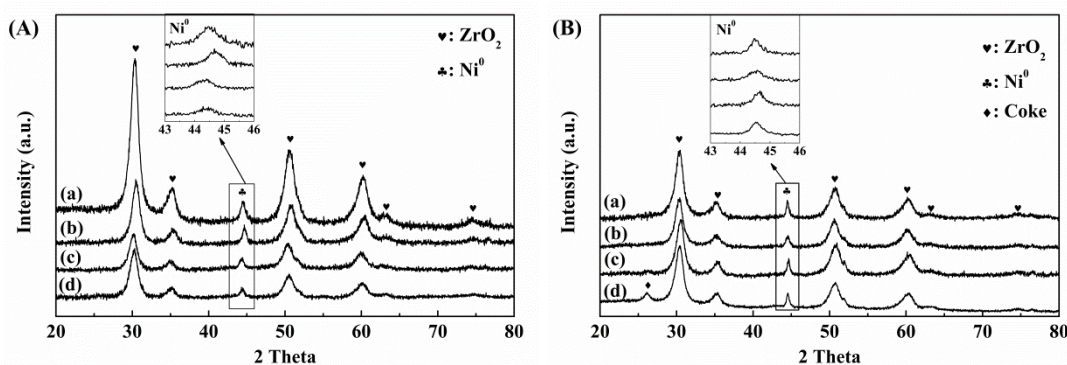 (A)
Ni⁰
43 44 45 46
♥: ZrO₂
♣: Ni⁰
(a)
(b)
(c)
(d)
Intensity (a.u.)
20 30 40 50 60 70 80
2 Theta
(B)
Ni⁰
43 44 45 46
♥: ZrO₂
♣: Ni⁰
♦: Coke
(a)
(b)
(c)
(d)
Intensity (a.u.)
20 30 40 50 60 70 80
2 Theta